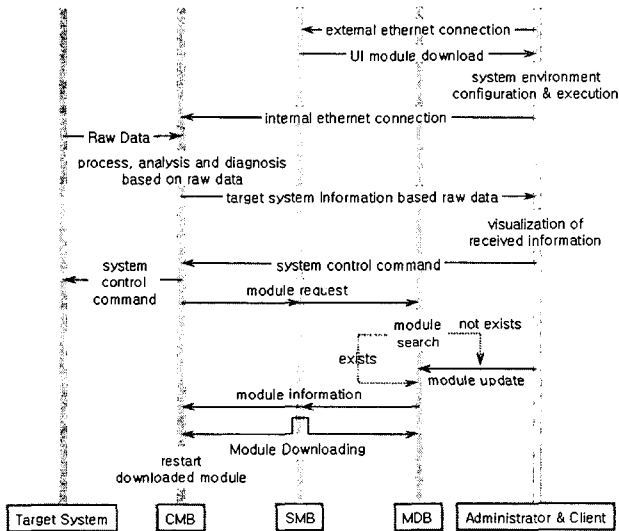 external ethernet connection
UI module download
system environment
configuration & execution
internal ethernet connection
Raw Data
process, analysis and diagnosis
based on raw data
target system Information based raw data
visualization of
received information
system control command
system
control
command
module request
module
search
not exists
exists
module update
module information
Module Downloading
restart
downloaded module
Target System
CMB
SMB
MDB
Administrator & Client